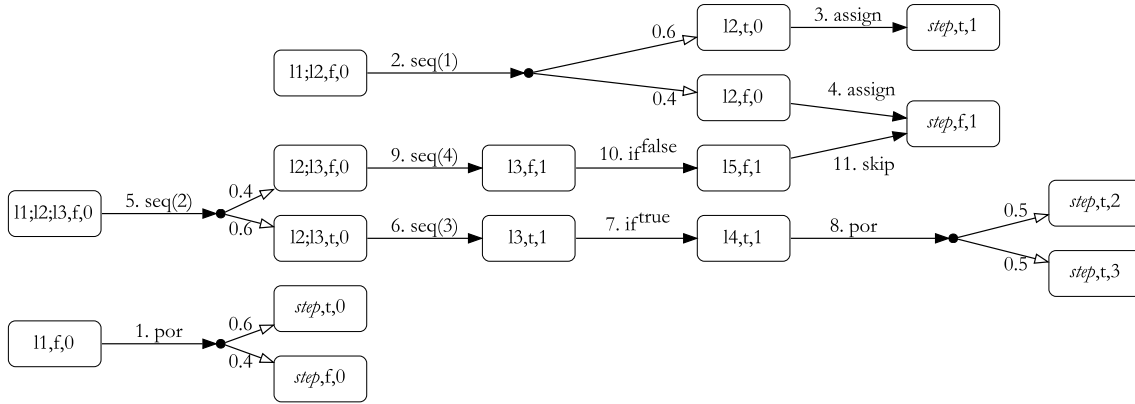 l2,t,0
3. assign
step,t,1
0.6
l1;l2,f,0
2. seq(1)
0.4
l2,f,0
4. assign
step,f,1
l2;l3,f,0
9. seq(4)
l3,f,1
10. if^false
l5,f,1
11. skip
l1;l2;l3,f,0
5. seq(2)
0.4
0.6
l2;l3,t,0
6. seq(3)
l3,t,1
7. if^true
l4,t,1
8. por
0.5
step,t,2
0.5
step,t,3
l1,f,0
1. por
0.6
step,t,0
0.4
step,f,0